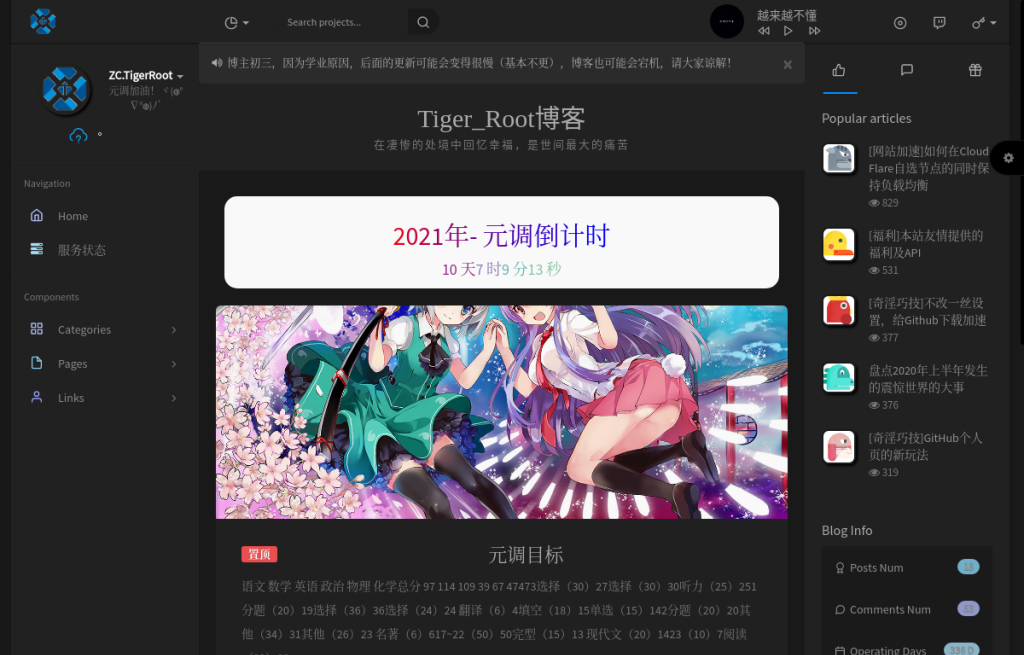 Search projects...
越来越不懂
ZC.TigerRoot
元调加油!
博主初三，因为学业原因，后面的更新可能会变得很慢（基本不更），博客也可能会宕机，请大家谅解!
Tiger_Root博客
在凄惨的处境中回忆幸福，是世间最大的痛苦
Navigation
Home
服务状态
Components
Categories
Pages
Links
2021年- 元调倒计时
10 天7 时9 分13 秒
置顶
元调目标
语文 数学 英语 政治 物理 化学总分 97 114 109 39 67 47473选择（30）27选择（30）30听力（25）251
分题（20）19选择（36）36选择（24）24 翻译（6）4填空（18）15单选（15）142分题（20）20其
他（34）31其他（26）23 名著（6）617~22（50）50完型（15）13 现代文（20）1423（10）7阅读
Popular articles
[网站加速]如何在Cloud
Flare自选节点的同时保
持负载均衡
829
[福利]本站友情提供的
福利及API
531
[奇淫巧技]不改一丝设
置，给Github下载加速
377
盘点2020年上半年发生
的震惊世界的大事
376
[奇淫巧技]GitHub个人
页的新玩法
319
Blog Info
Posts Num
15
Comments Num
53
Operating Days
336 D